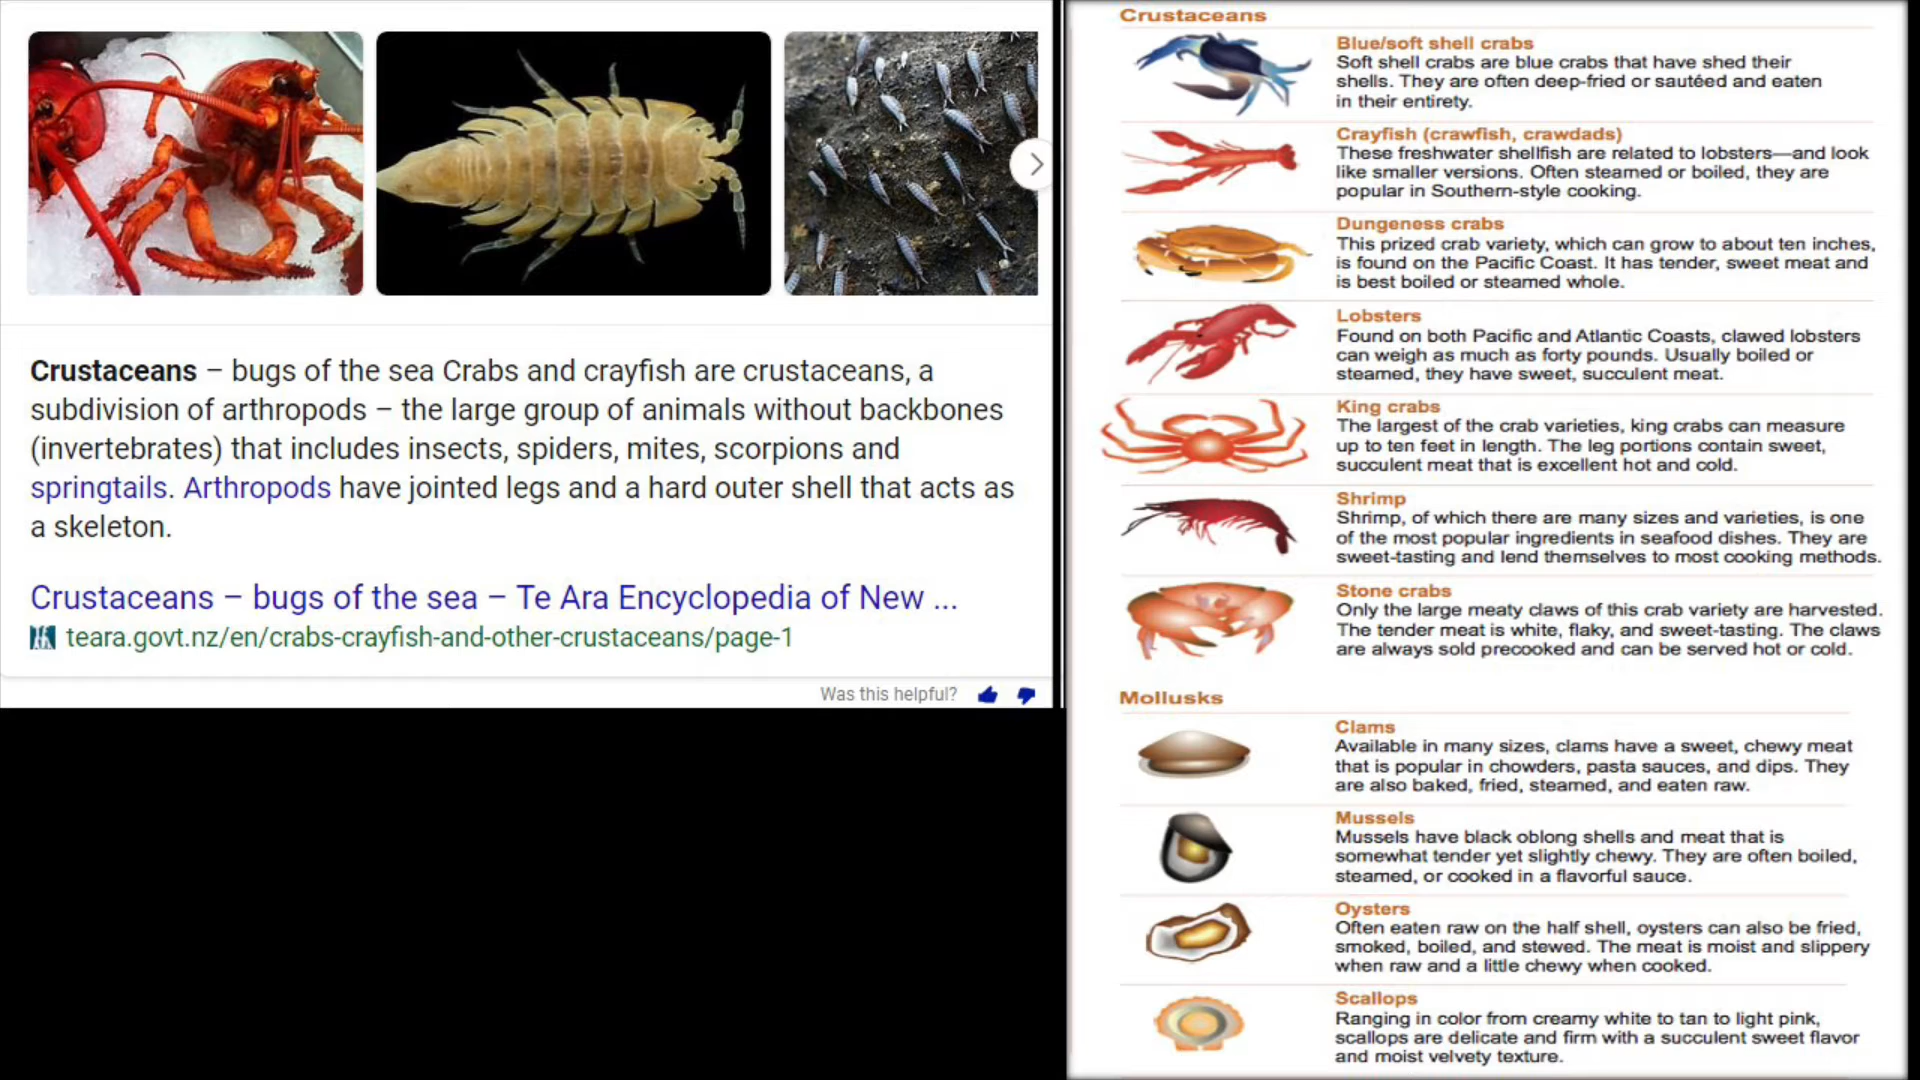 Crustaceans – bugs of the sea Crabs and crayfish are crustaceans, a
subdivision of arthropods – the large group of animals without backbones
(invertebrates) that includes insects, spiders, mites, scorpions and
springtails. Arthropods have jointed legs and a hard outer shell that acts as
a skeleton.
Crustaceans – bugs of the sea – Te Ara Encyclopedia of New ...
teara.govt.nz/en/crabs-crayfish-and-other-crustaceans/page-1
Was this helpful?
Crustaceans
Blue/soft shell crabs
Soft shell crabs are blue crabs that have shed their
shells. They are often deep-fried or sautéed and eaten
in their entirety.
Crayfish (crawfish, crawdads)
These freshwater shellfish are related to lobsters—and look
like smaller versions. Often steamed or boiled, they are
popular in Southern-style cooking.
Dungeness crabs
This prized crab variety, which can grow to about ten inches,
is found on the Pacific Coast. It has tender, sweet meat and
is best boiled or steamed whole.
Lobsters
Found on both Pacific and Atlantic Coasts, clawed lobsters
can weigh as much as forty pounds. Usually boiled or
steamed, they have sweet, succulent meat.
King crabs
The largest of the crab varieties, king crabs can measure
up to ten feet in length. The leg portions contain sweet,
succulent meat that is excellent hot and cold.
Shrimp
Shrimp, of which there are many sizes and varieties, is one
of the most popular ingredients in seafood dishes. They are
sweet-tasting and lend themselves to most cooking methods.
Stone crabs
Only the large meaty claws of this crab variety are harvested.
The tender meat is white, flaky, and sweet-tasting. The claws
are always sold precooked and can be served hot or cold.
Mollusks
Clams
Available in many sizes, clams have a sweet, chewy meat
that is popular in chowders, pasta sauces, and dips. They
are also baked, fried, steamed, and eaten raw.
Mussels
Mussels have black oblong shells and meat that is
somewhat tender yet slightly chewy. They are often boiled,
steamed, or cooked in a flavorful sauce.
Oysters
Often eaten raw on the half shell, oysters can also be fried,
smoked, boiled, and stewed. The meat is moist and slippery
when raw and a little chewy when cooked.
Scallops
Ranging in color from creamy white to tan to light pink,
scallops are delicate and firm with a succulent sweet flavor
and moist velvety texture.